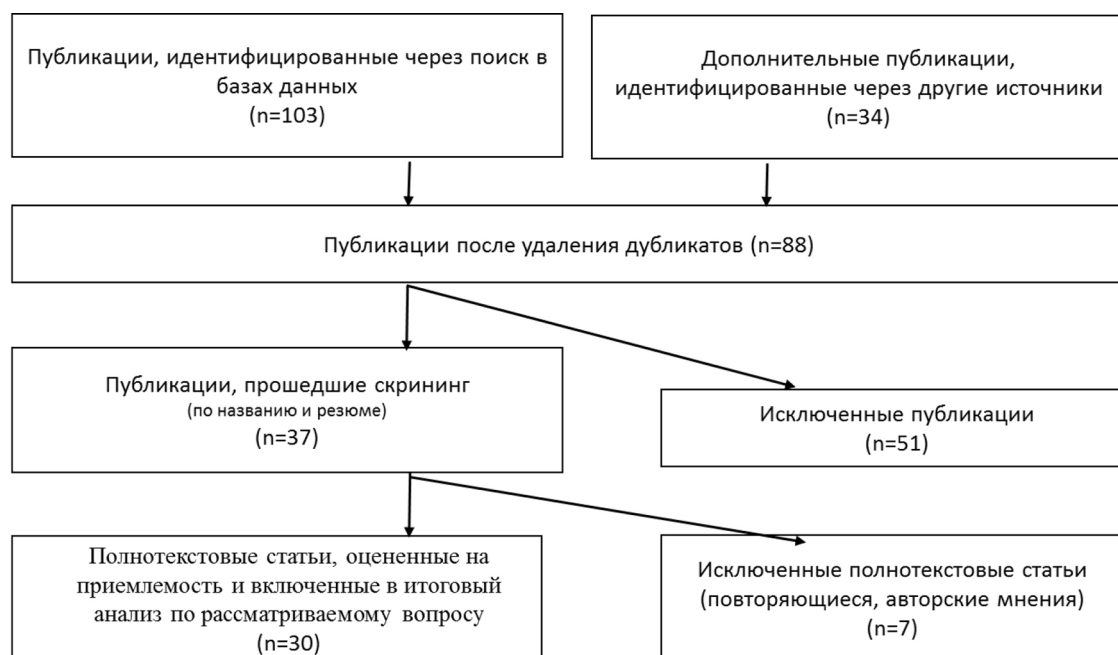 Публикации, идентифицированные через поиск в
базах данных
(n=103)
Дополнительные публикации,
идентифицированные через другие источники
(n=34)
Публикации после удаления дубликатов (n=88)
Публикации, прошедшие скрининг
(по названию и резюме)
(n=37)
Исключенные публикации
(n=51)
Полнотекстовые статьи, оцененные на
приемлемость и включенные в итоговый
анализ по рассматриваемому вопросу
(n=30)
Исключенные полнотекстовые статьи
(повторяющиеся, авторские мнения)
(n=7)